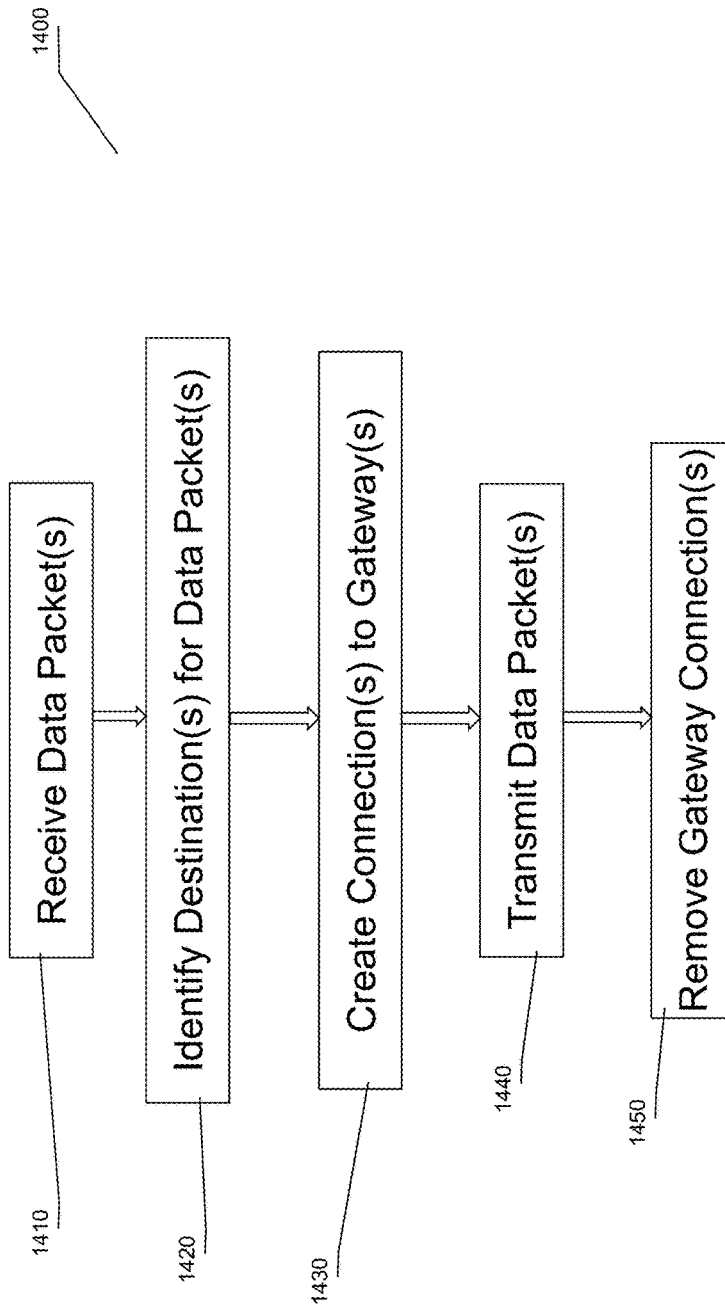 1400
1410
Receive Data Packet(s)
1420
Identify Destination(s) for Data Packet(s)
1430
Create Connection(s) to Gateway(s)
1440
Transmit Data Packet(s)
1450
Remove Gateway Connection(s)